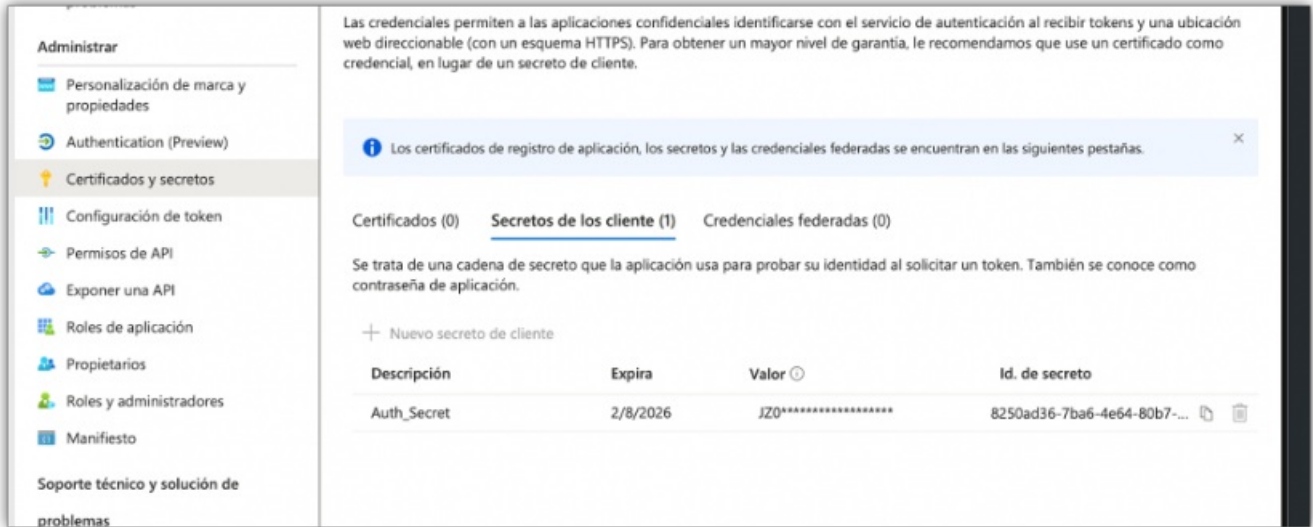 Administrar
Personalización de marca y
propiedades
Authentication (Preview)
Certificados y secretos
Configuración de token
Permisos de API
Exponer una API
Roles de aplicación
Propietarios
Roles y administradores
Manifiesto
Soporte técnico y solución de
problemas
Las credenciales permiten a las aplicaciones confidenciales identificarse con el servicio de autenticación al recibir tokens y una ubicación
web direccionable (con un esquema HTTPS). Para obtener un mayor nivel de garantía, le recomendamos que use un certificado como
credencial, en lugar de un secreto de cliente.
Los certificados de registro de aplicación, los secretos y las credenciales federadas se encuentran en las siguientes pestañas.
Certificados (0) Secretos de los cliente (1) Credenciales federadas (0)
Se trata de una cadena de secreto que la aplicación usa para probar su identidad al solicitar un token. También se conoce como
contraseña de aplicación.
Nuevo secreto de cliente
Descripción Expira Valor Id. de secreto
Auth_Secret 2/8/2026 JZ0****************** 8250ad36-7ba6-4e64-80b7-...